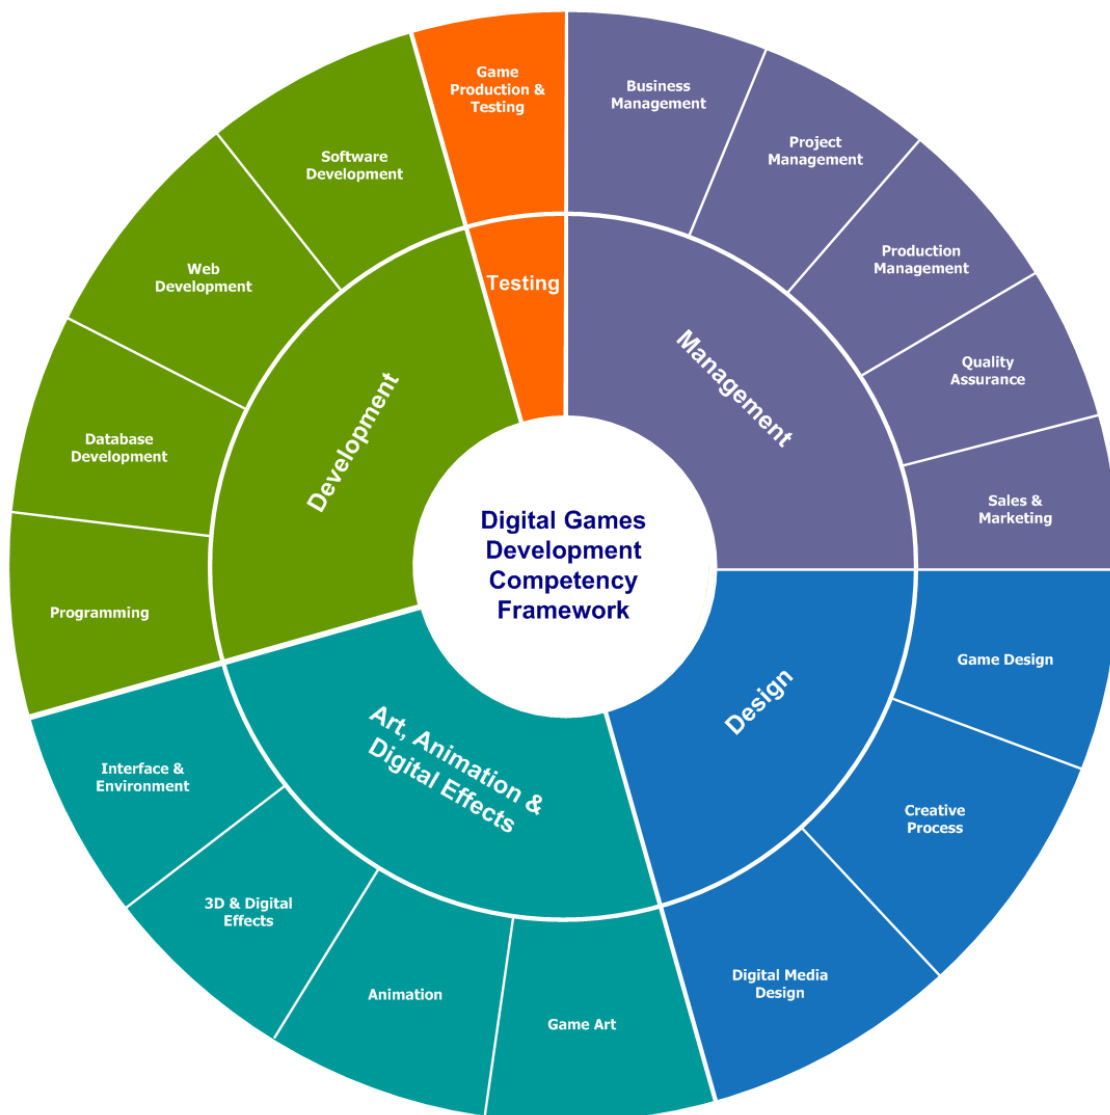 Digital Games
Development
Competency
Framework
Management
Business
Management
Project
Management
Production
Management
Quality
Assurance
Sales &
Marketing
Design
Game Design
Creative
Process
Digital Media
Design
Art, Animation &
Digital Effects
Game Art
Animation
3D & Digital
Effects
Interface &
Environment
Development
Programming
Database
Development
Web
Development
Software
Development
Testing
Game
Production &
Testing